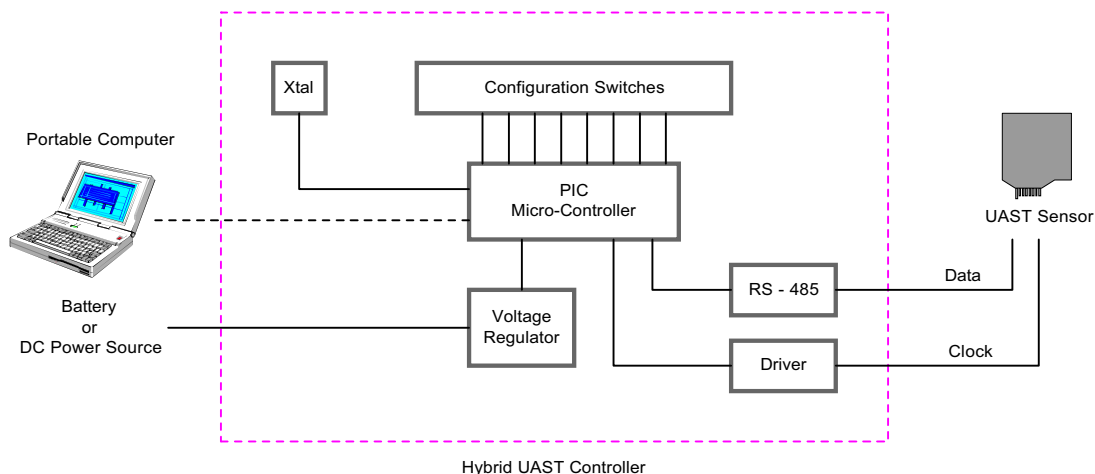 Xtal
Configuration Switches
Portable Computer
PIC
Micro-Controller
UAST Sensor
Data
RS - 485
Battery
or
DC Power Source
Voltage
Regulator
Clock
Driver
Hybrid UAST Controller